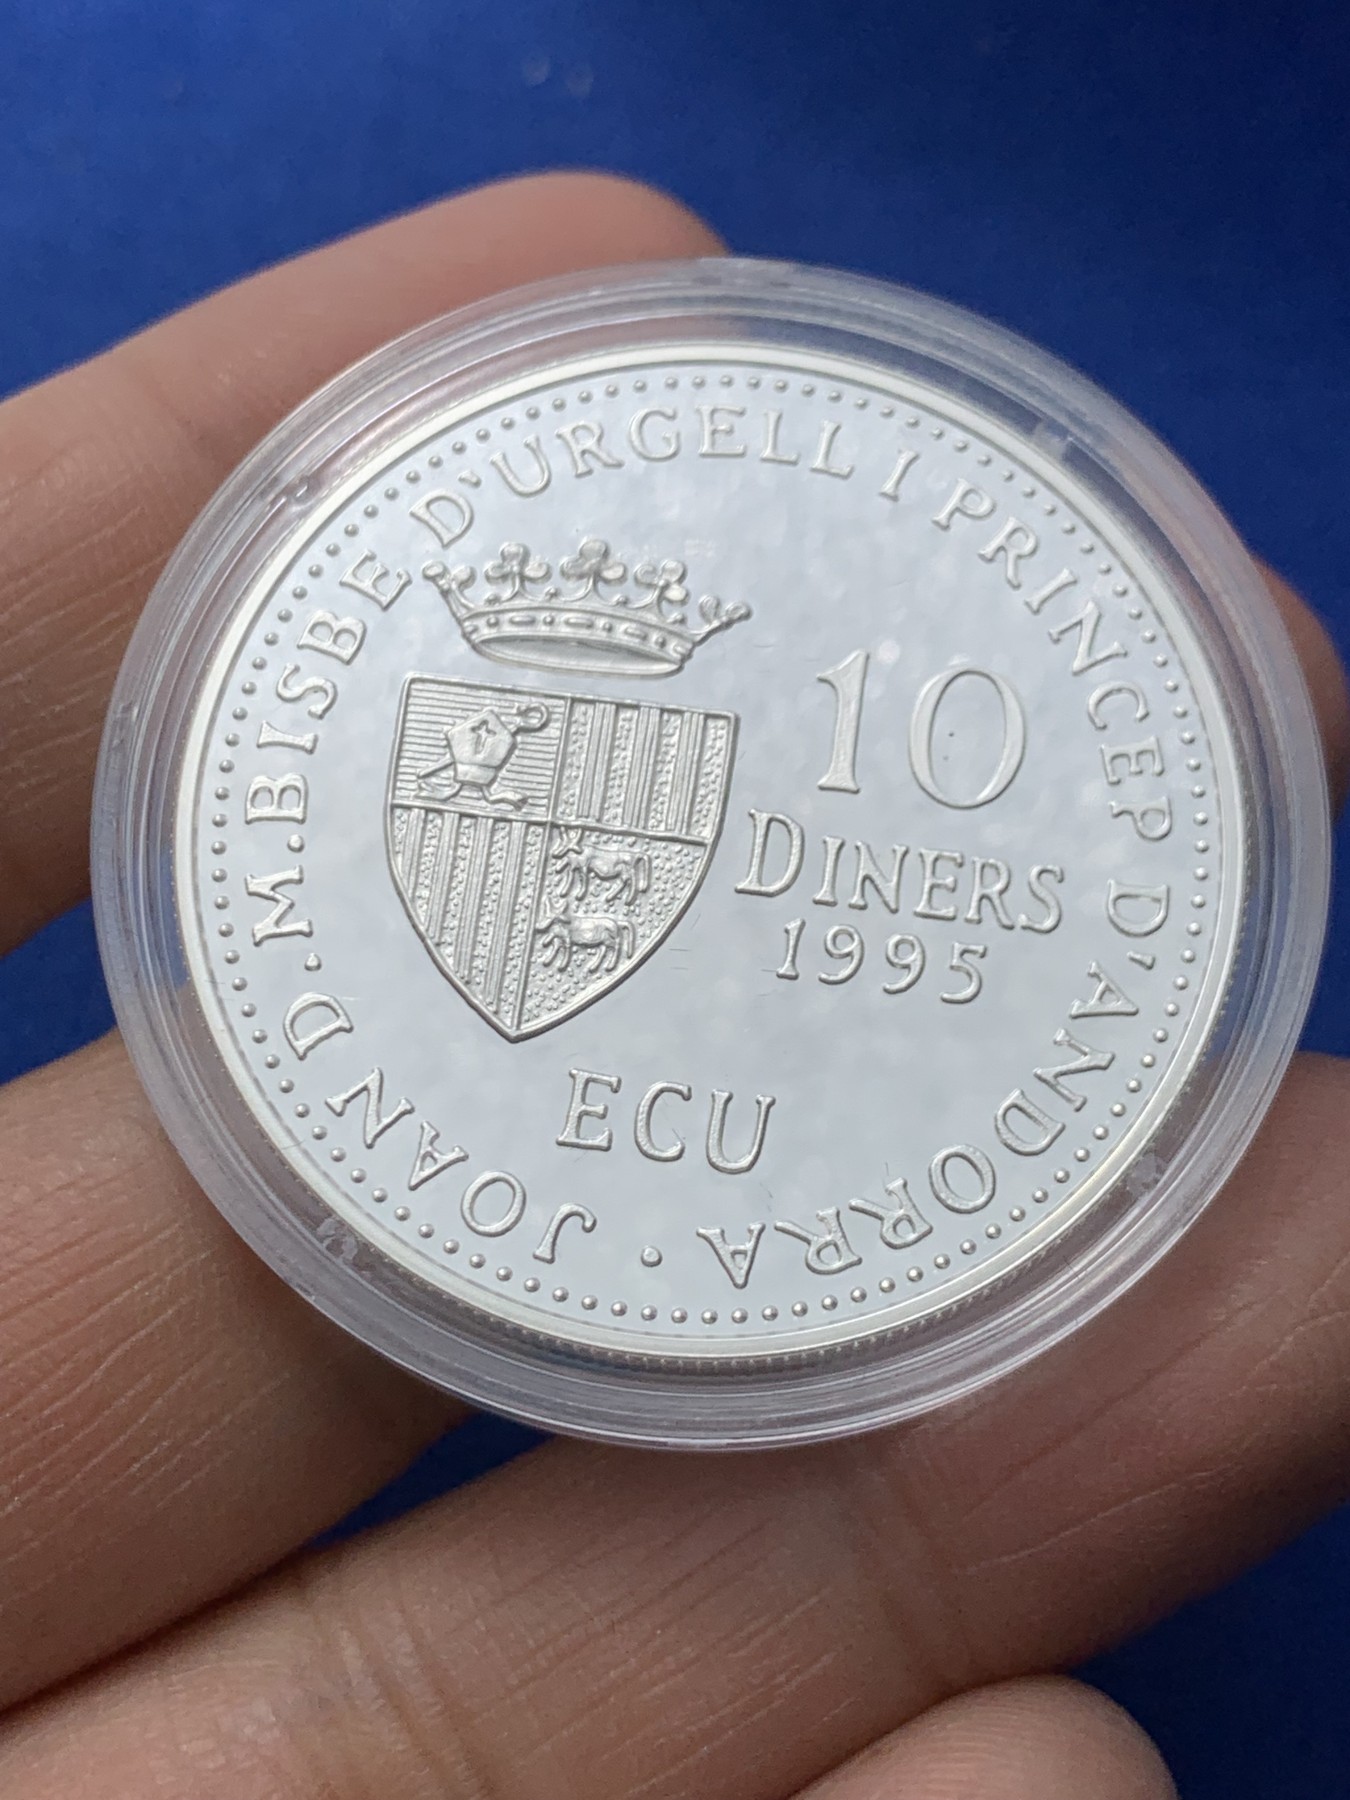 JOAN D.M.BISBE D'URGELL I PRINCEP D'ANDORRA ·
10
DINERS
1995
ECU